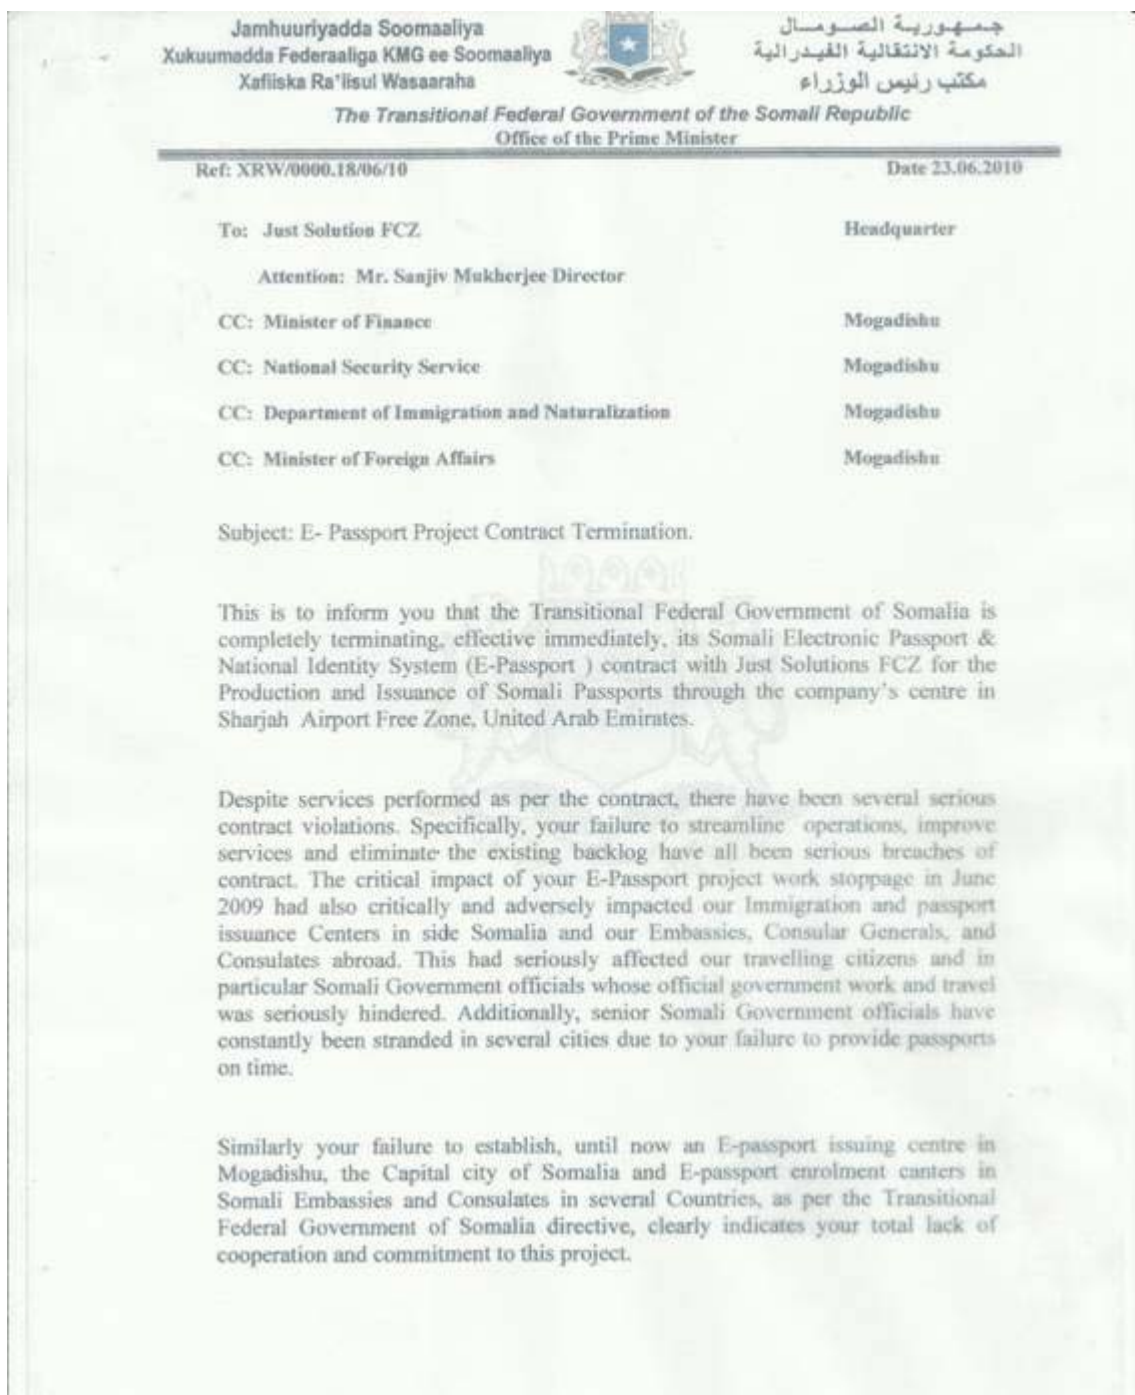 Jamhuuriyadda Soomaaliya
Xukuumadda Federaaliga KMG ee Soomaaliya
Xafiiska Ra'iisul Wasaaraha
جمهورية الصومال
الحكومة الانتقالية الفيدرالية
مكتب رئيس الوزراء
The Transitional Federal Government of the Somali Republic
Office of the Prime Minister
Ref: XRW/0000.18/06/10 Date 23.06.2010
To: Just Solution FCZ Headquarter
Attention: Mr. Sanjiv Mukherjee Director
CC: Minister of Finance Mogadishu
CC: National Security Service Mogadishu
CC: Department of Immigration and Naturalization Mogadishu
CC: Minister of Foreign Affairs Mogadishu
Subject: E- Passport Project Contract Termination.
This is to inform you that the Transitional Federal Government of Somalia is
completely terminating, effective immediately, its Somali Electronic Passport &
National Identity System (E-Passport ) contract with Just Solutions FCZ for the
Production and Issuance of Somali Passports through the company's centre in
Sharjah Airport Free Zone, United Arab Emirates.
Despite services performed as per the contract, there have been several serious
contract violations. Specifically, your failure to streamline operations, improve
services and eliminate the existing backlog have all been serious breaches of
contract. The critical impact of your E-Passport project work stoppage in June
2009 had also critically and adversely impacted our Immigration and passport
issuance Centers in side Somalia and our Embassies, Consular Generals, and
Consulates abroad. This had seriously affected our travelling citizens and in
particular Somali Government officials whose official government work and travel
was seriously hindered. Additionally, senior Somali Government officials have
constantly been stranded in several cities due to your failure to provide passports
on time.
Similarly your failure to establish, until now an E-passport issuing centre in
Mogadishu, the Capital city of Somalia and E-passport enrolment canters in
Somali Embassies and Consulates in several Countries, as per the Transitional
Federal Government of Somalia directive, clearly indicates your total lack of
cooperation and commitment to this project.